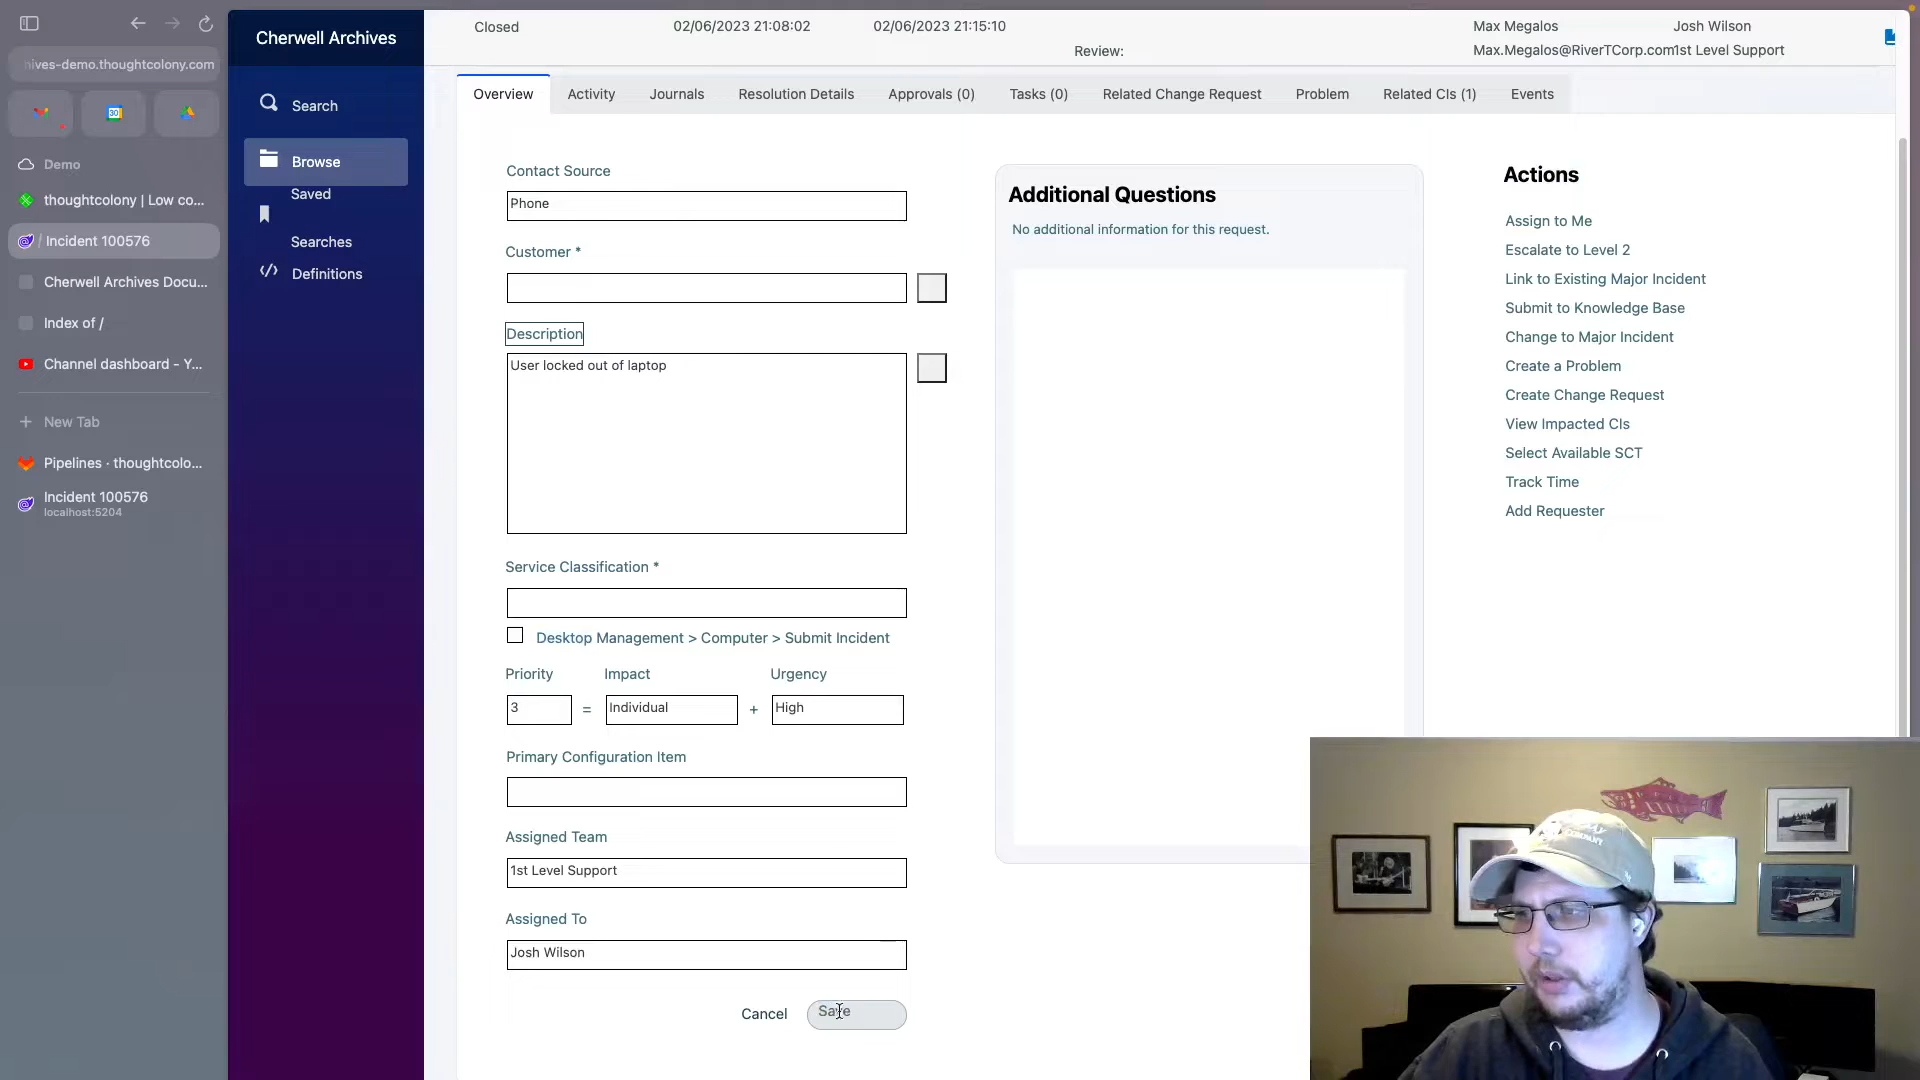 hives-demo.thoughtcolony.com
30
Demo
thoughtcolony | Low co...
/ Incident 100576
Cherwell Archives Docu...
Index of /
Channel dashboard - Y...
New Tab
Pipelines · thoughtcolo...
Incident 100576
localhost:5204
Cherwell Archives
Search
Browse
Saved
Searches
Definitions
Closed
02/06/2023 21:08:02
02/06/2023 21:15:10
Review:
Max Megalos
Josh Wilson
Max.Megalos@RiverTCorp.com1st Level Support
Overview
Activity
Journals
Resolution Details
Approvals (0)
Tasks (0)
Related Change Request
Problem
Related CIs (1)
Events
Contact Source
Phone
Customer *
Description
User locked out of laptop
Service Classification *
Desktop Management > Computer > Submit Incident
Priority
Impact
Urgency
3
=
Individual
+
High
Primary Configuration Item
Assigned Team
1st Level Support
Assigned To
Josh Wilson
Cancel
Save
Additional Questions
No additional information for this request.
Actions
Assign to Me
Escalate to Level 2
Link to Existing Major Incident
Submit to Knowledge Base
Change to Major Incident
Create a Problem
Create Change Request
View Impacted CIs
Select Available SCT
Track Time
Add Requester